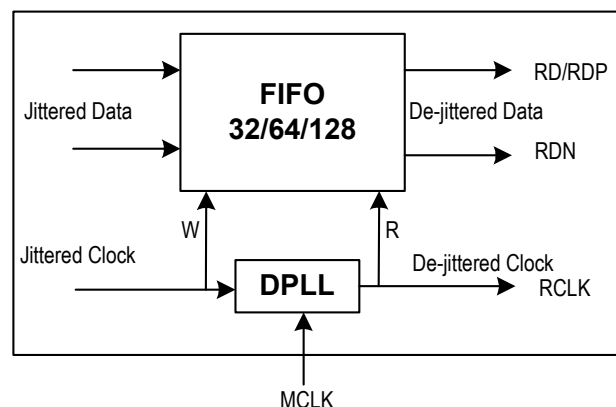 FIFO
32/64/128
RD/RDP
Jittered Data
De-jittered Data
RDN
W
R
Jittered Clock
De-jittered Clock
DPLL
RCLK
MCLK